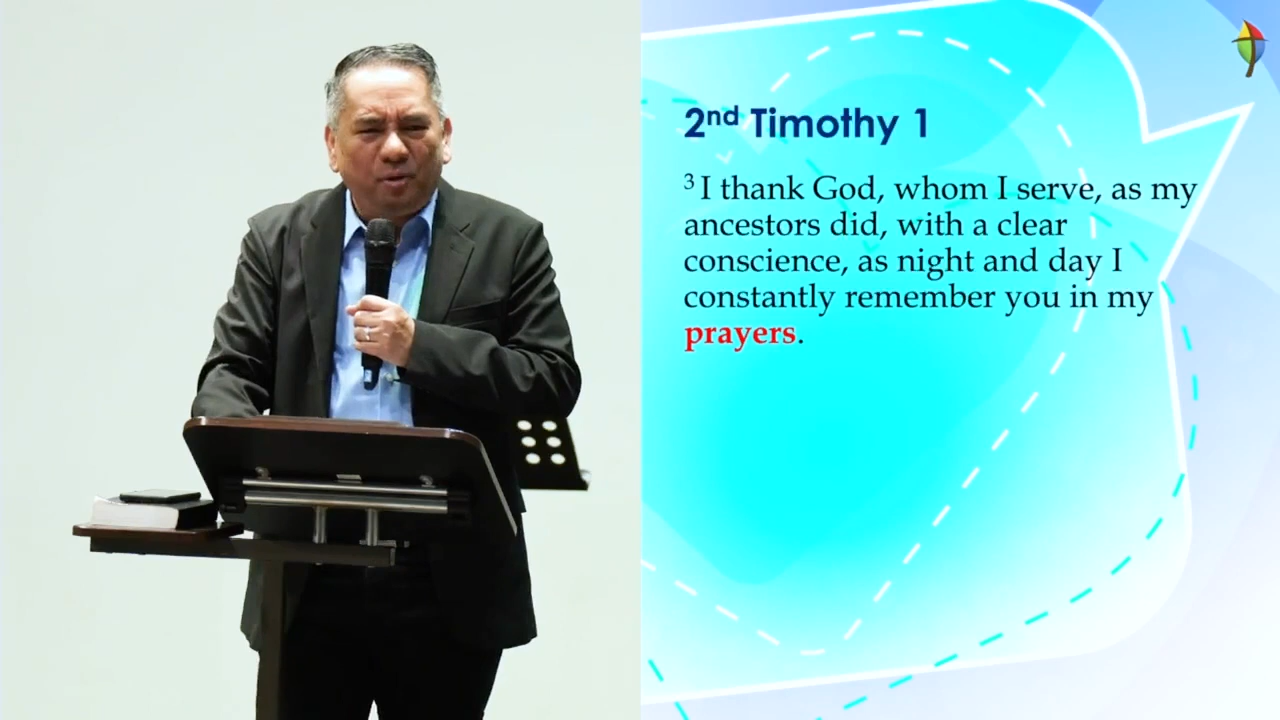 2nd Timothy 1
3 I thank God, whom I serve, as my
ancestors did, with a clear
conscience, as night and day I
constantly remember you in my
prayers.